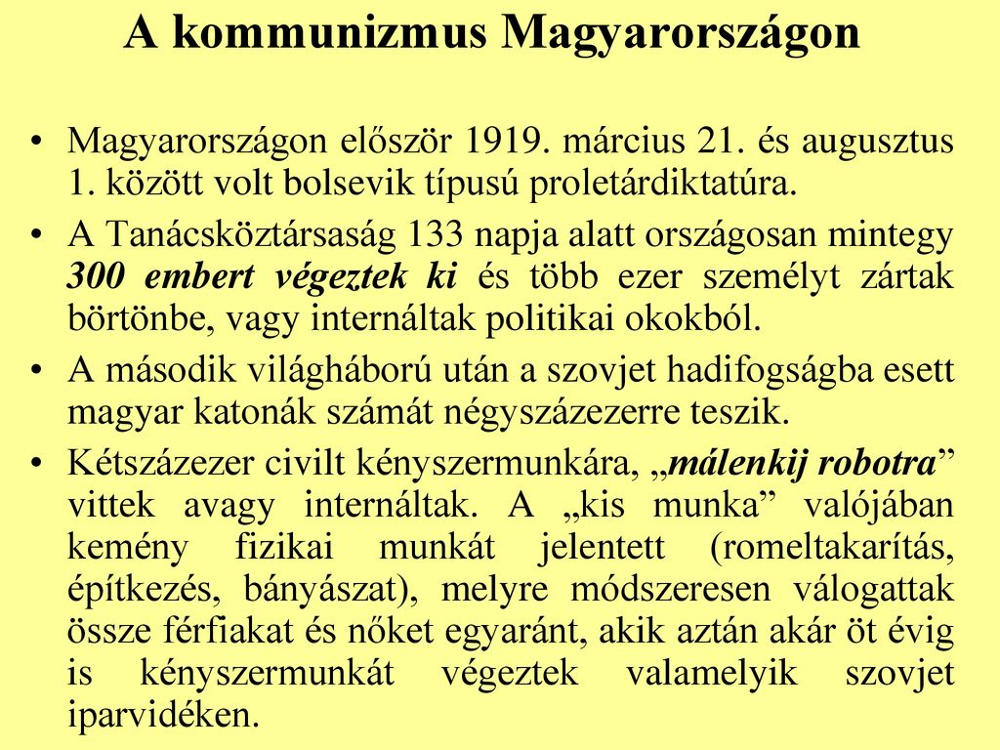 A kommunizmus Magyarországon
• Magyarországon először 1919. március 21. és augusztus
1. között volt bolsevik típusú proletárdiktatúra.
• A Tanácsköztársaság 133 napja alatt országosan mintegy
300 embert végeztek ki és több ezer személyt zártak
börtönbe, vagy internáltak politikai okokból.
• A második világháború után a szovjet hadifogságba esett
magyar katonák számát négyszázezerre teszik.
• Kétszázezer civilt kényszermunkára, „málenkij robotra”
vittek avagy internáltak. A „kis munka” valójában
kemény fizikai munkát jelentett (romeltakarítás,
építkezés, bányászat), melyre módszeresen válogattak
össze férfiakat és nőket egyaránt, akik aztán akár öt évig
is kényszermunkát végeztek valamelyik szovjet
iparvidéken.